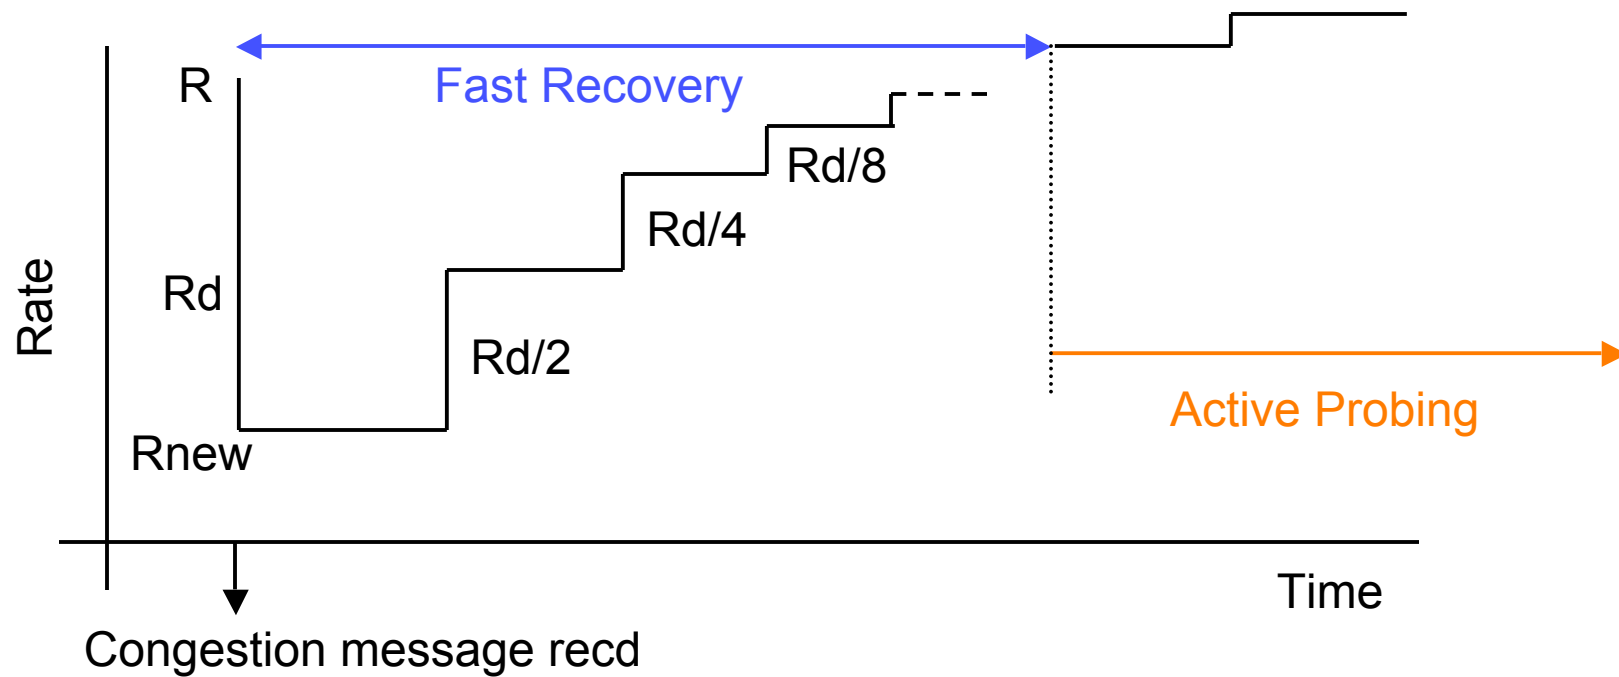 R
Fast Recovery
Rd/8
Rd/4
Rate
Rd
Rd/2
Active Probing
Rnew
Time
Congestion message recd